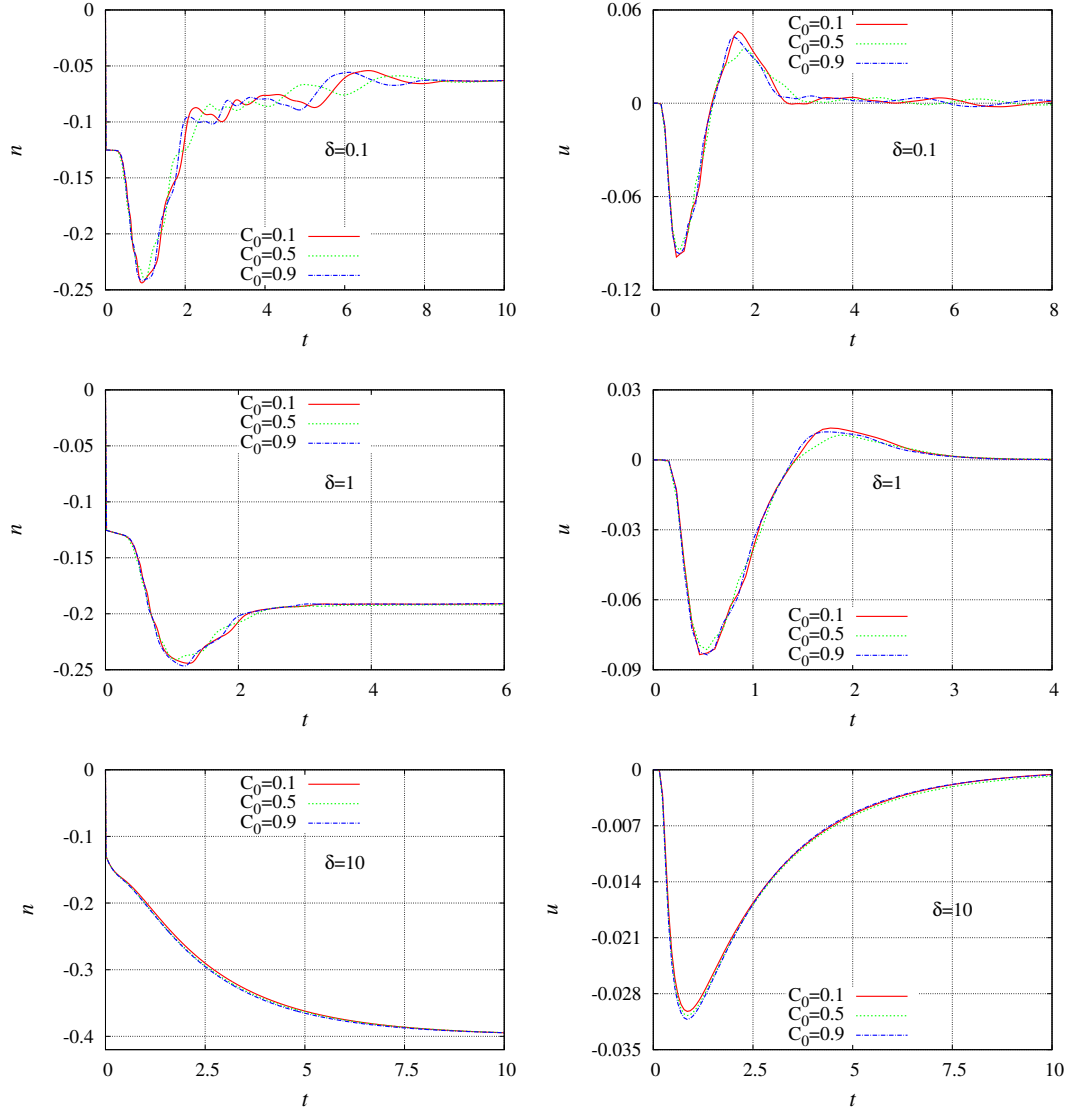 0
-0.05
-0.1
-0.15
-0.2
-0.25
0 2 4 6 8 10
n
t
δ=0.1
C0=0.1
C0=0.5
C0=0.9
0.06
0
-0.06
-0.12
0 2 4 6 8
u
t
C0=0.1
C0=0.5
C0=0.9
δ=0.1
0
-0.05
-0.1
-0.15
-0.2
-0.25
0 2 4 6
n
t
C0=0.1
C0=0.5
C0=0.9
δ=1
0.03
0
-0.03
-0.06
-0.09
0 1 2 3 4
u
t
δ=1
C0=0.1
C0=0.5
C0=0.9
0
-0.1
-0.2
-0.3
-0.4
0 2.5 5 7.5 10
n
t
C0=0.1
C0=0.5
C0=0.9
δ=10
0
-0.007
-0.014
-0.021
-0.028
-0.035
0 2.5 5 7.5 10
u
t
δ=10
C0=0.1
C0=0.5
C0=0.9